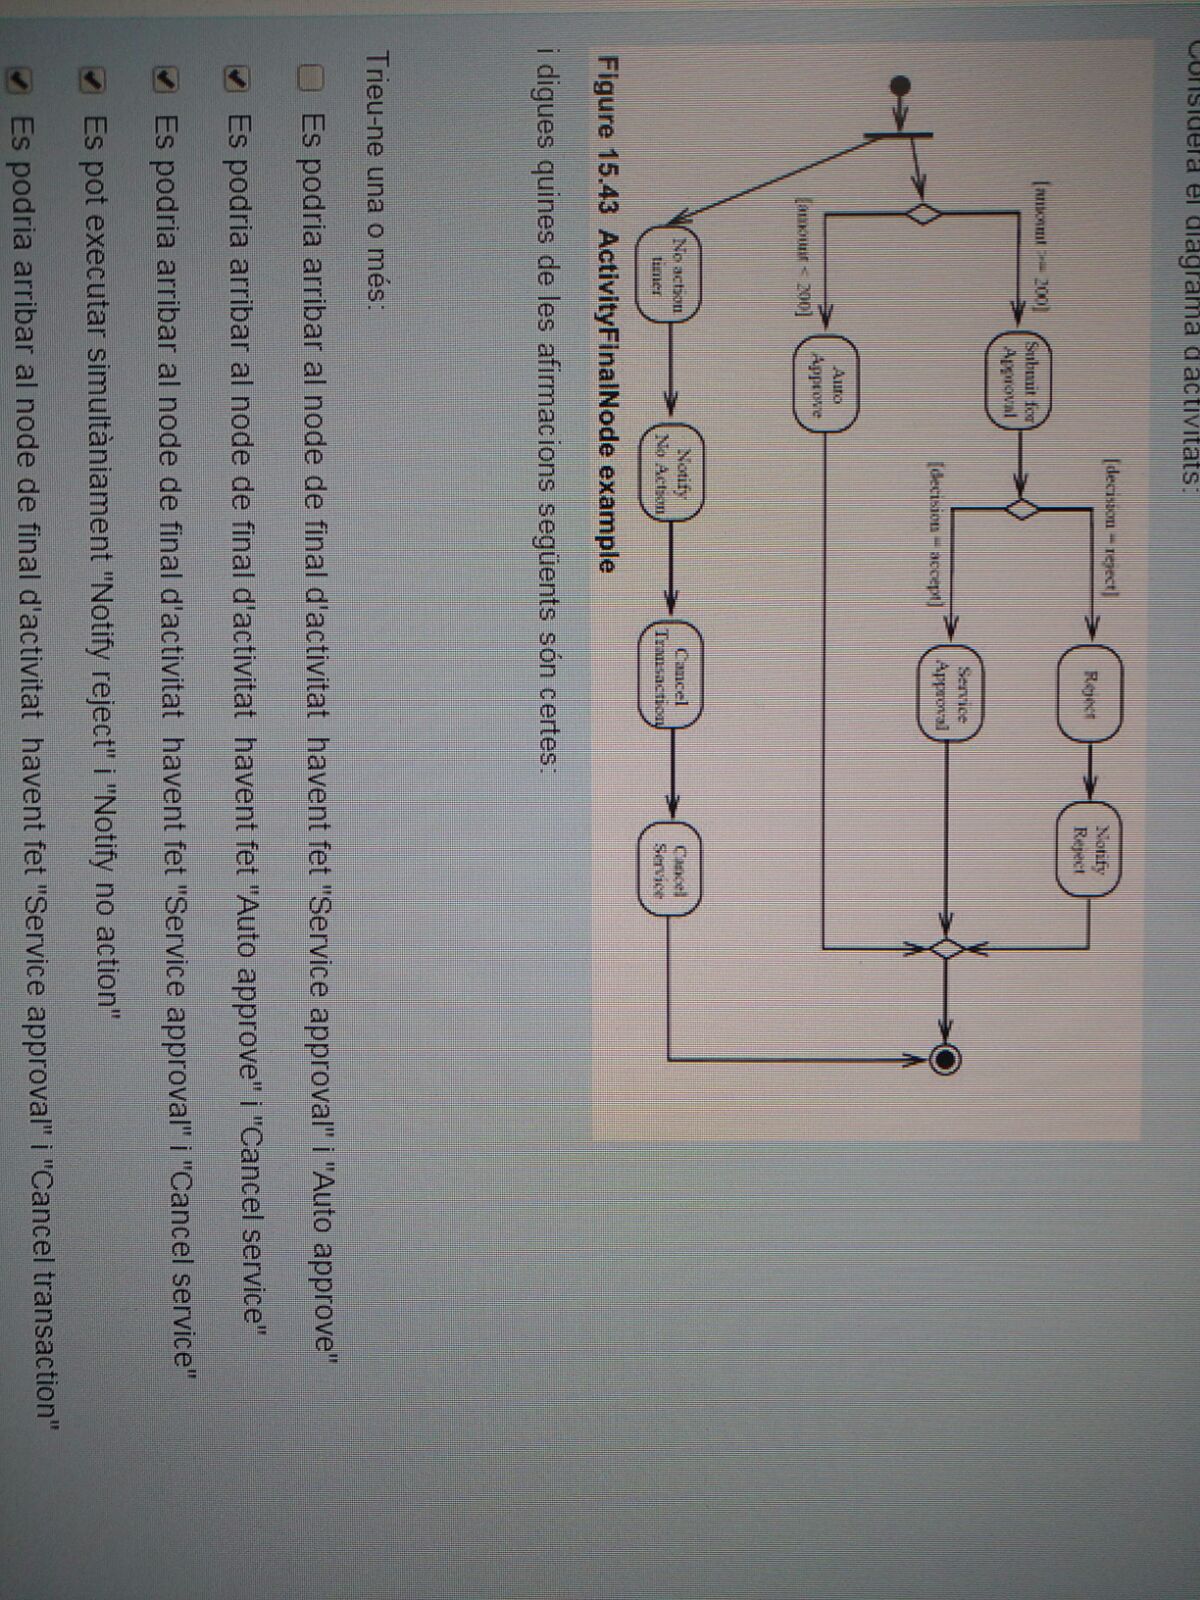 Considera el diagrama d'activitats:
[decision = reject]
Reject
Notify
Reject
[amount >= 200]
Submit for
Approval
[decision = accept]
Service
Approval
[amount < 200]
Auto
Approve
No action
timer
Notify
No Action
Cancel
Transaction
Cancel
Service
Figure 15.43 ActivityFinalNode example
i digues quines de les afirmacions següents són certes:
Trieu-ne una o més:
Es podria arribar al node de final d'activitat havent fet "Service approval" i "Auto approve"
Es podria arribar al node de final d'activitat havent fet "Auto approve" i "Cancel service"
Es podria arribar al node de final d'activitat havent fet "Service approval" i "Cancel service"
Es pot executar simultàniament "Notify reject" i "Notify no action"
Es podria arribar al node de final d'activitat havent fet "Service approval" i "Cancel transaction"